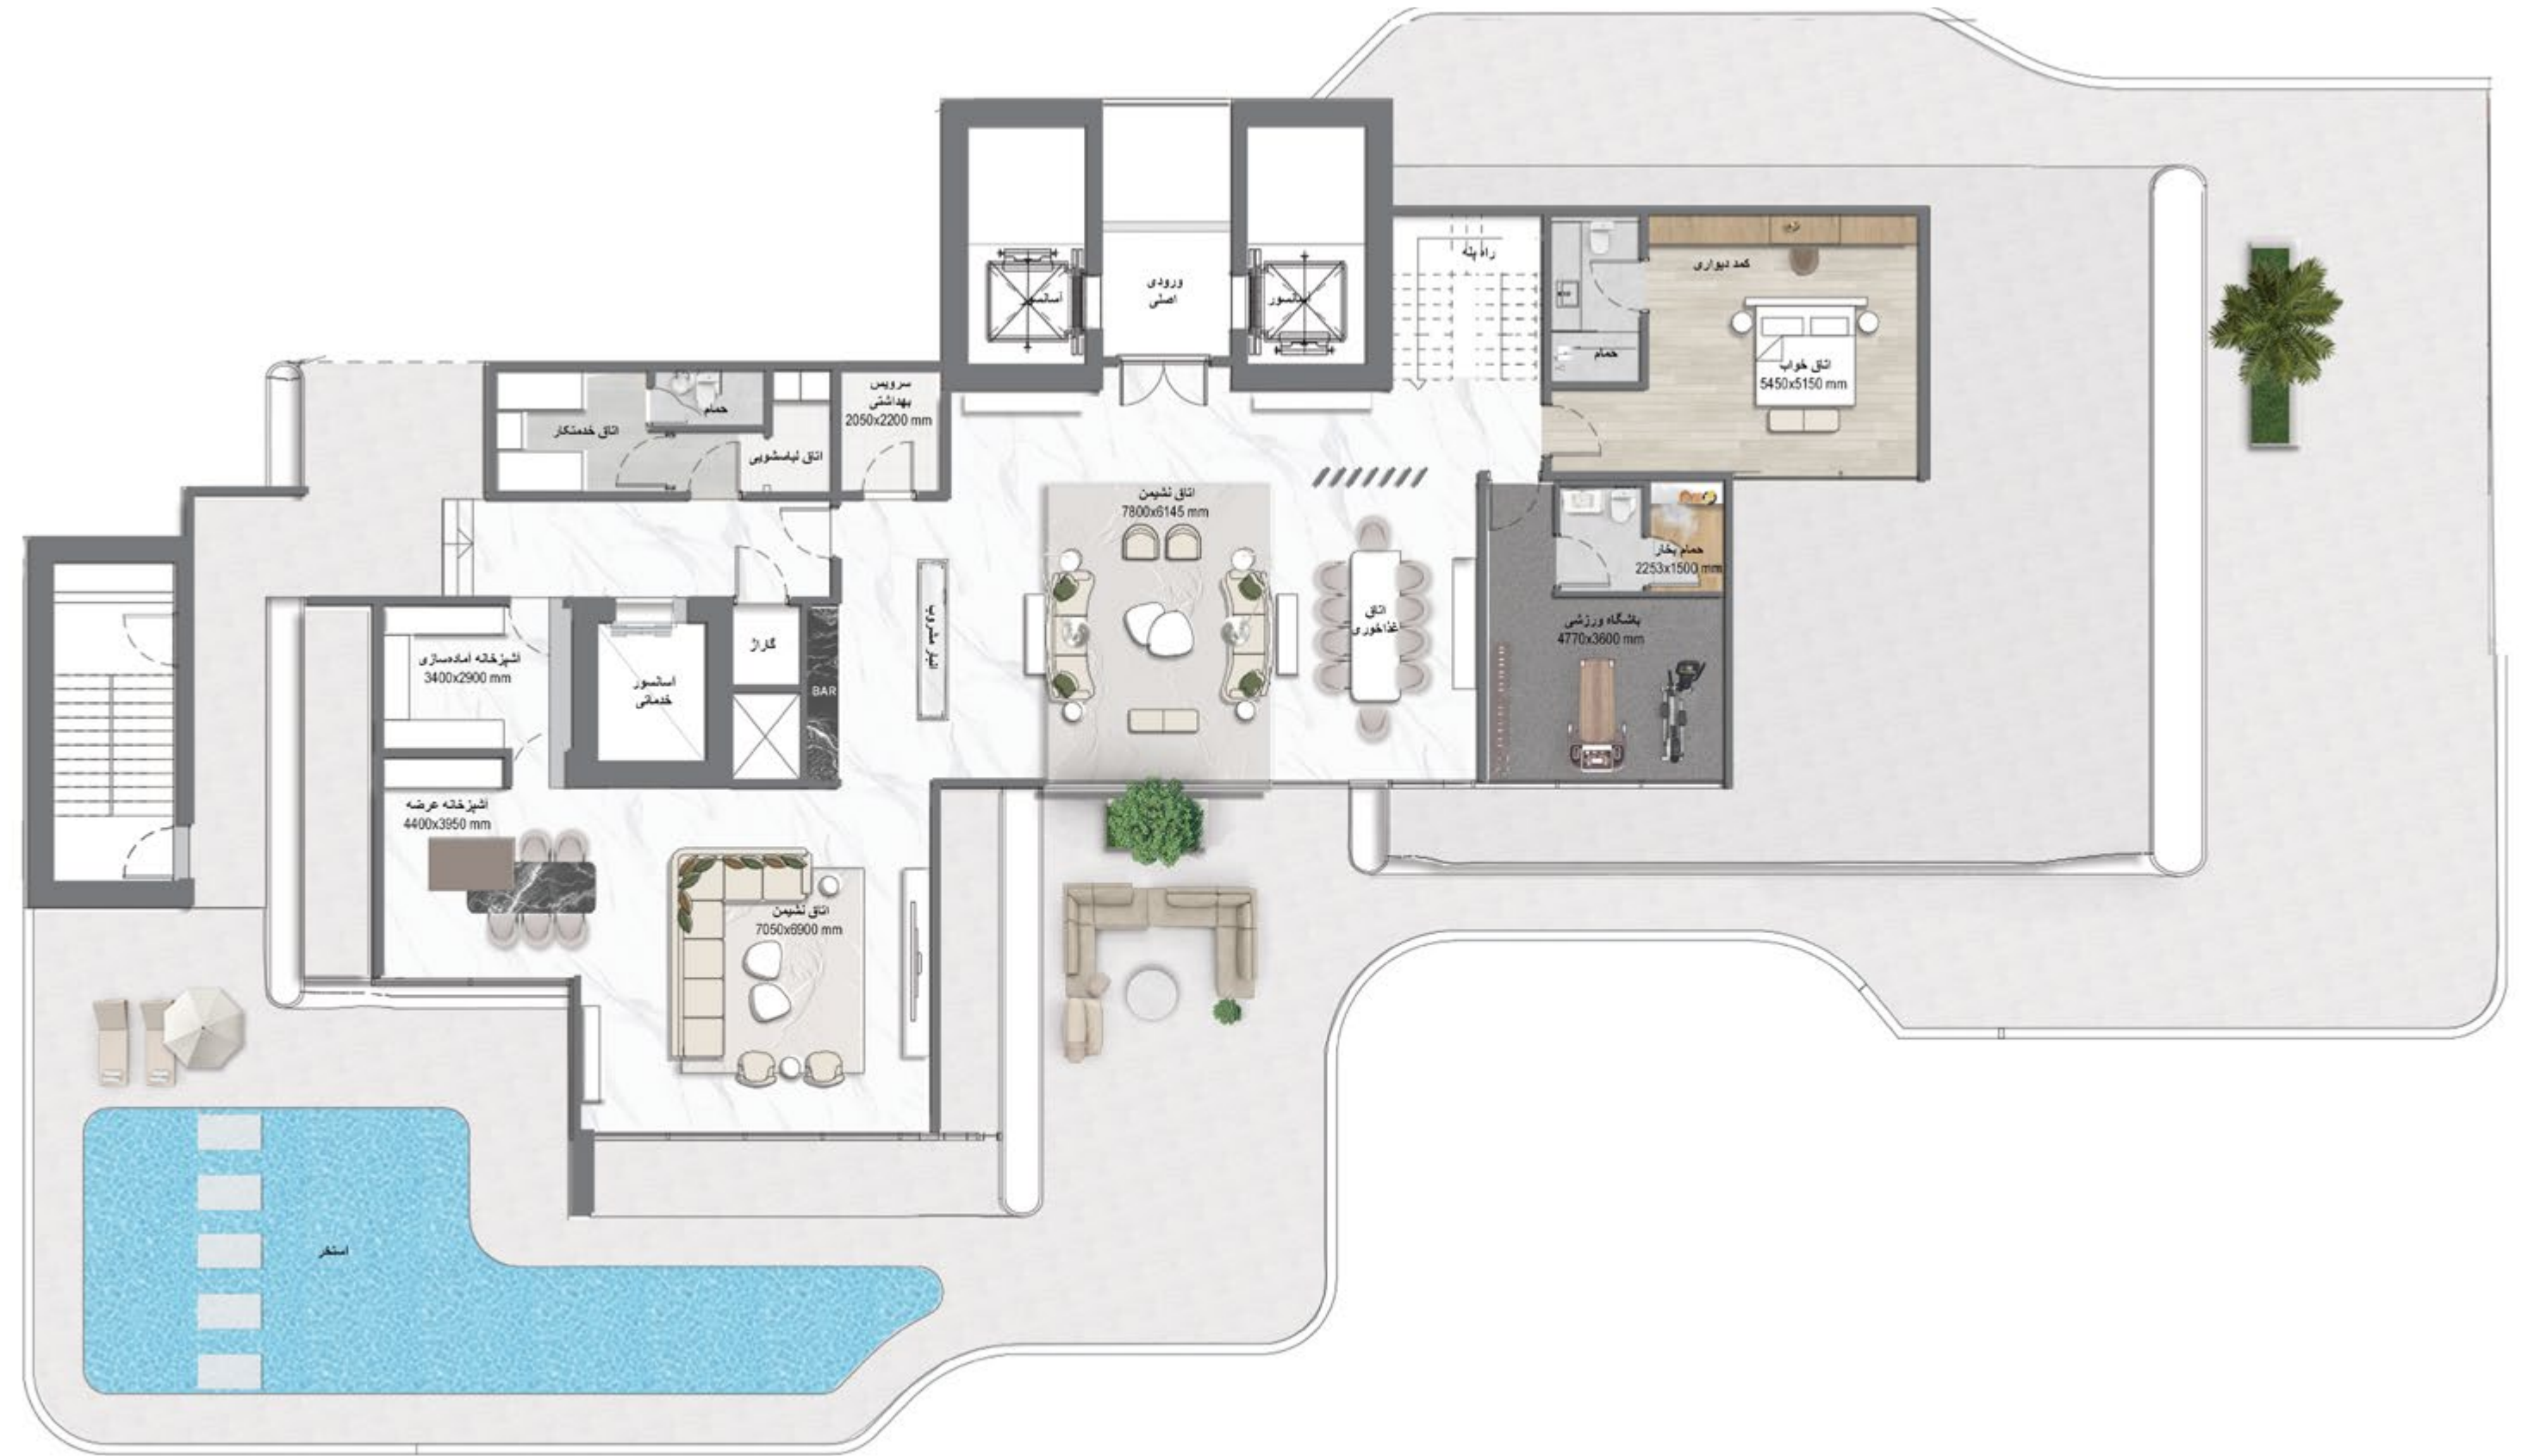 راه پله
کمد دیواری
ورودی
اصلی
آسانسور
آسانسور
حمام
اتاق خواب
5450x5150 mm
سرویس
بهداشتی
2050x2200 mm
حمام
اتاق خدمتکار
اتاق لباسشویی
اتاق نشیمن
7800x6145 mm
حمام بخار
2253x1500 mm
اتاق
غذاخوری
باشگاه ورزشی
4770x3600 mm
انبار مشروب
گاراژ
آشپزخانه آماده‌سازی
3400x2900 mm
آسانسور
خدماتی
BAR
آشپزخانه عرضه
4400x3950 mm
اتاق نشیمن
7050x6900 mm
استخر